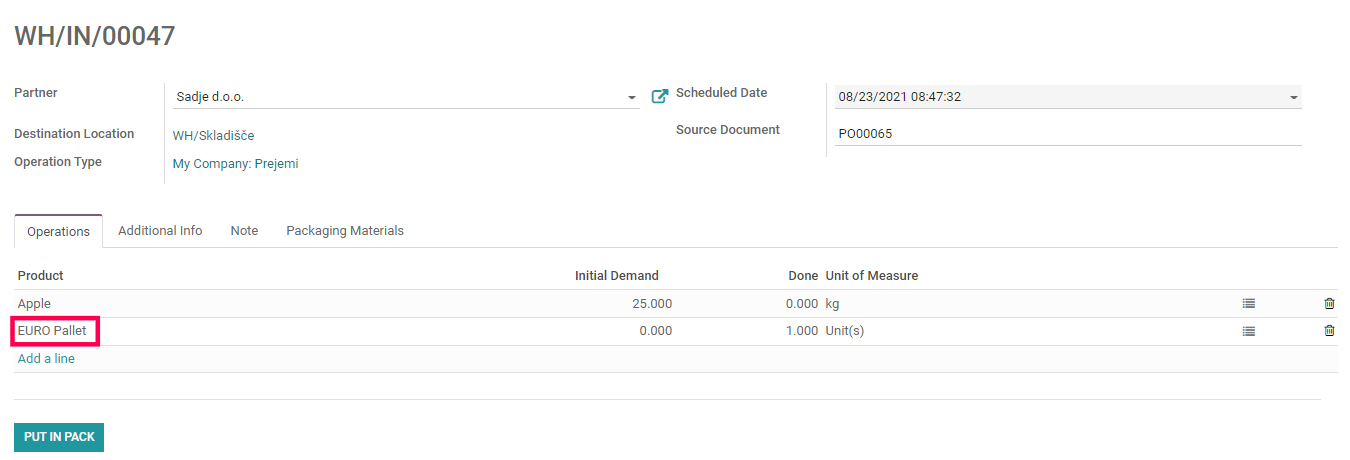 WH/IN/00047
Partner
Sadje d.o.o.
Scheduled Date
08/23/2021 08:47:32
Destination Location
WH/Skladišče
Source Document
PO00065
Operation Type
My Company: Prejemi
Operations Additional Info Note Packaging Materials
Product Initial Demand Done Unit of Measure
Apple 25.000 0.000 kg
EURO Pallet 0.000 1.000 Unit(s)
Add a line
PUT IN PACK